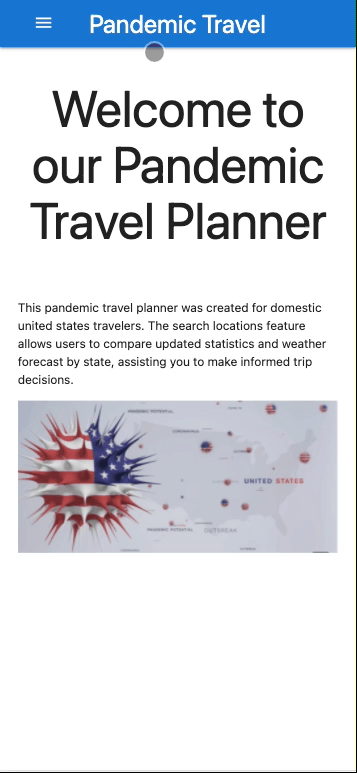 Pandemic Travel
Welcome to
our Pandemic
Travel Planner
This pandemic travel planner was created for domestic
united states travelers. The search locations feature
allows users to compare updated statistics and weather
forecast by state, assisting you to make informed trip
decisions.
PANDEMIC POTENTIAL
CORONAVIRUS
UNITED STATES
PANDEMIC POTENTIAL
OUTBREAK